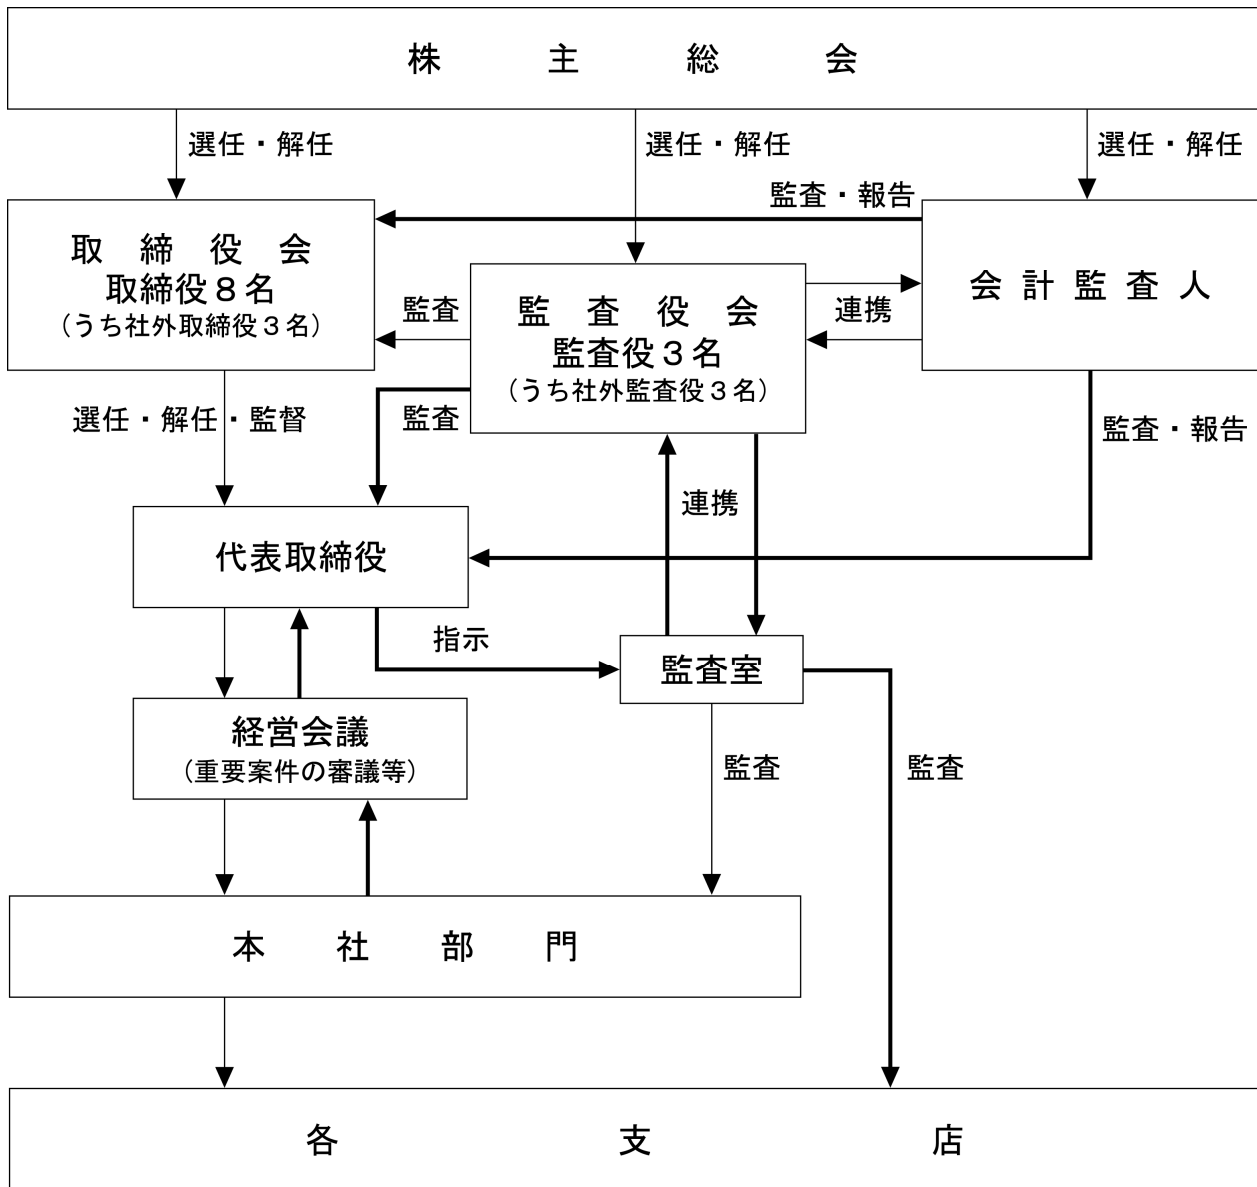 株主総会
選任・解任
選任・解任
選任・解任
監査・報告
取締役会
取締役８名
（うち社外取締役３名）
監査
監査役会
監査役３名
（うち社外監査役３名）
連携
会計監査人
選任・解任・監督
監査
監査・報告
連携
代表取締役
指示
監査室
経営会議
（重要案件の審議等）
監査
監査
本社部門
各支店